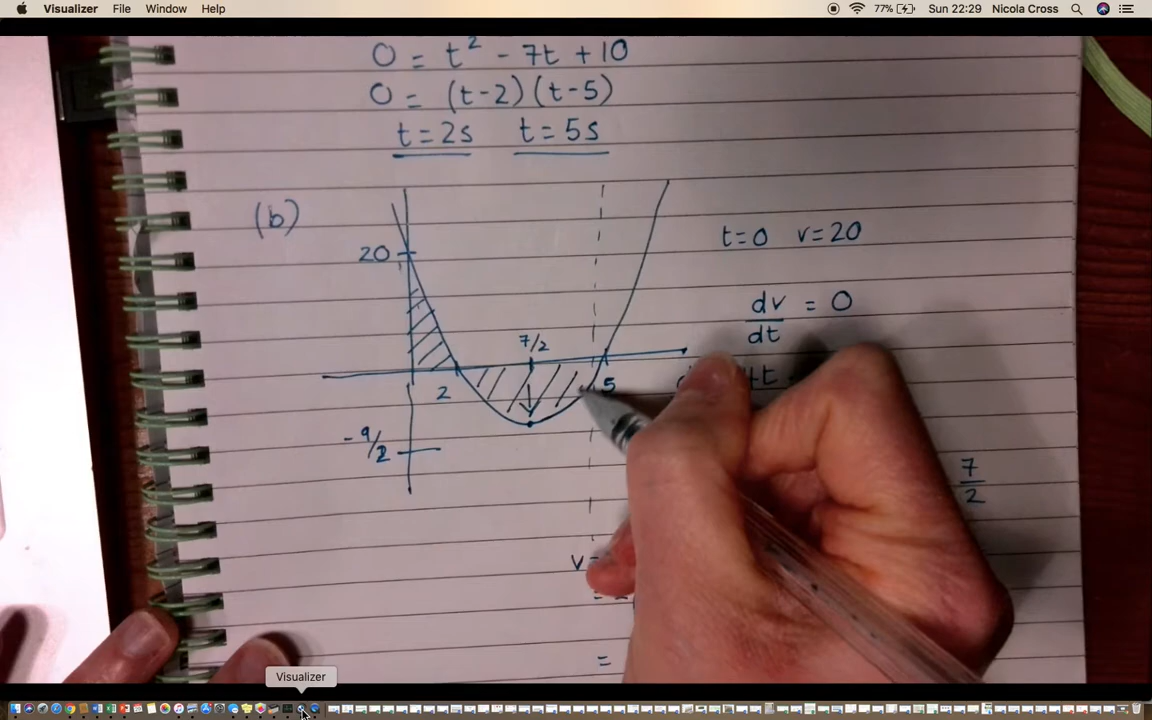 Visualizer File Window Help 77% Sun 22:29 Nicola Cross
0 = t² - 7t + 10
0 = (t-2)(t-5)
t=2s t=5s
(b)
20
t=0 v=20
dv/dt = 0
7/2
2
5
4t
-9/2
7/2
v=
=
Visualizer